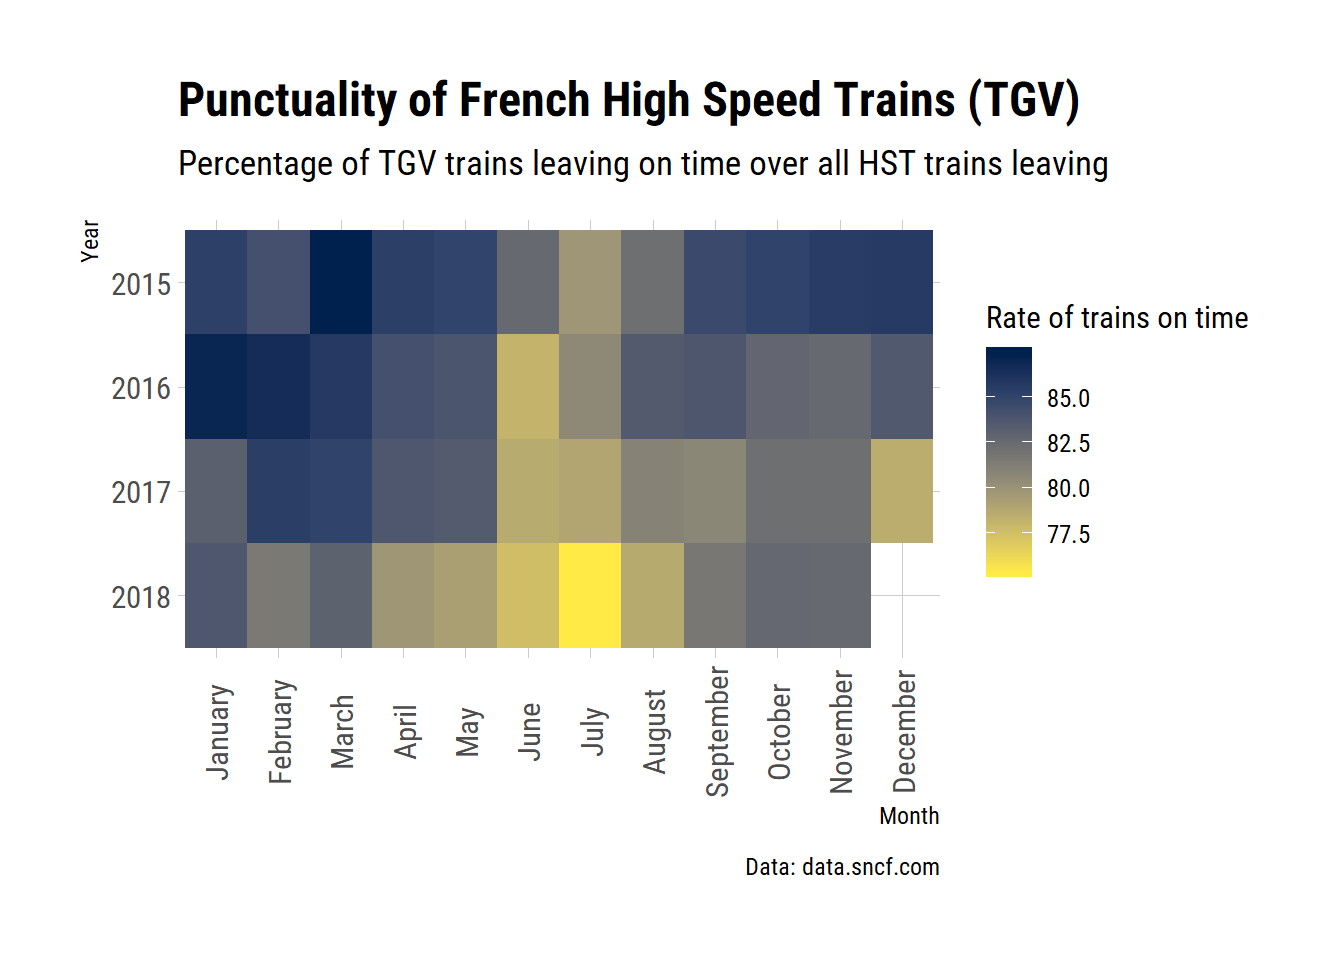 Punctuality of French High Speed Trains (TGV)
Percentage of TGV trains leaving on time over all HST trains leaving
Year
2015
2016
2017
2018
January
February
March
April
May
June
July
August
September
October
November
December
Month
Rate of trains on time
85.0
82.5
80.0
77.5
Data: data.sncf.com